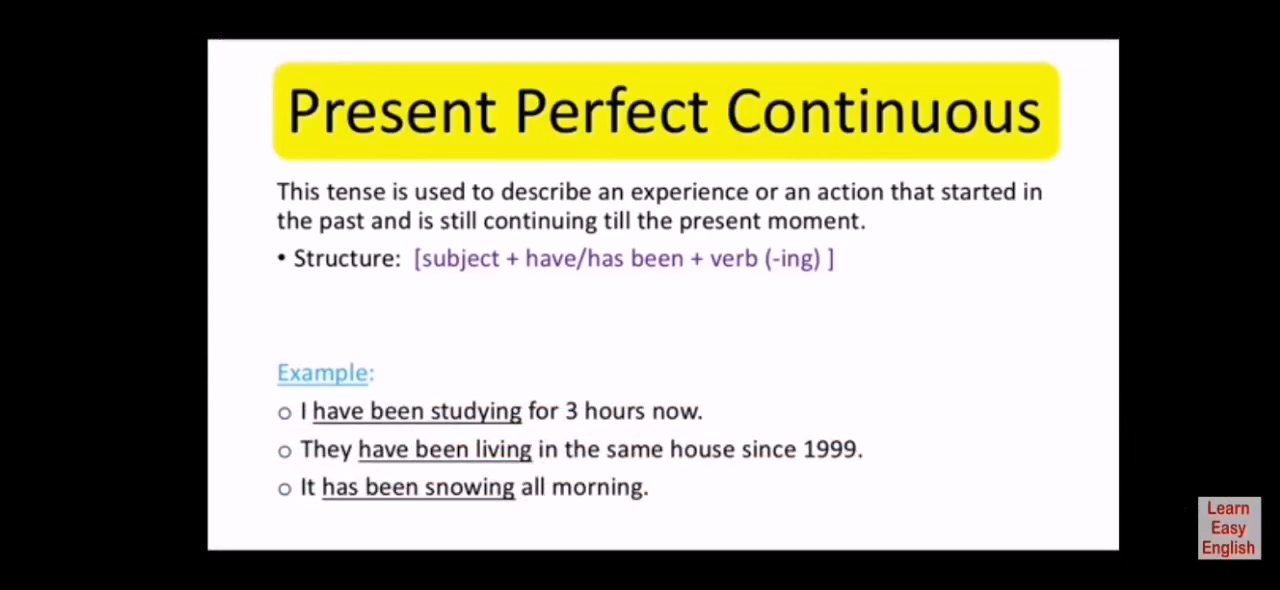 Present Perfect Continuous
This tense is used to describe an experience or an action that started in
the past and is still continuing till the present moment.
• Structure: [subject + have/has been + verb (-ing) ]
Example:
o I have been studying for 3 hours now.
o They have been living in the same house since 1999.
o It has been snowing all morning.
Learn
Easy
English